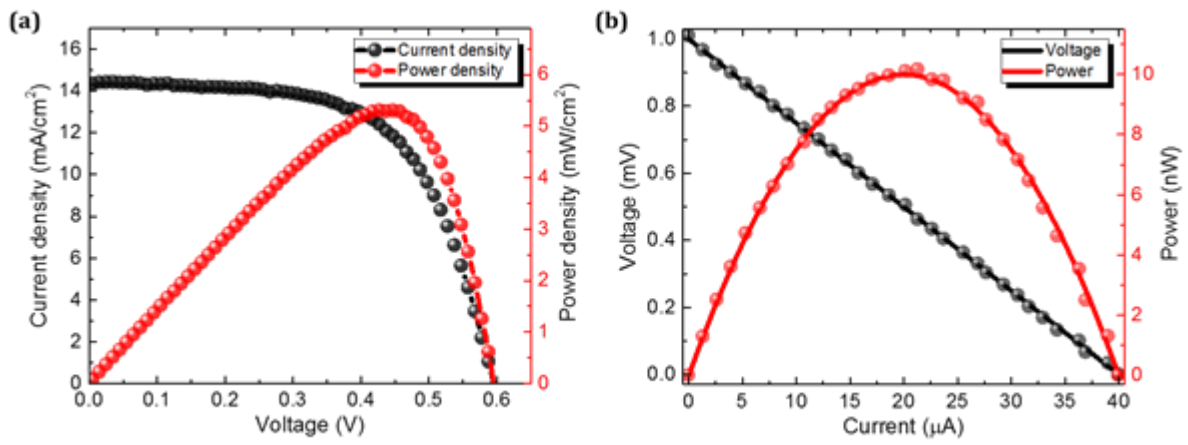 (a)
Current density
Power density
Current density (mA/cm²)
16
14
12
10
8
6
4
2
0
Power density (mW/cm²)
6
5
4
3
2
1
0
0.0 0.1 0.2 0.3 0.4 0.5 0.6
Voltage (V)
(b)
Voltage
Power
Voltage (mV)
1.0
0.8
0.6
0.4
0.2
0.0
Power (nW)
10
8
6
4
2
0
0 5 10 15 20 25 30 35 40
Current (μA)